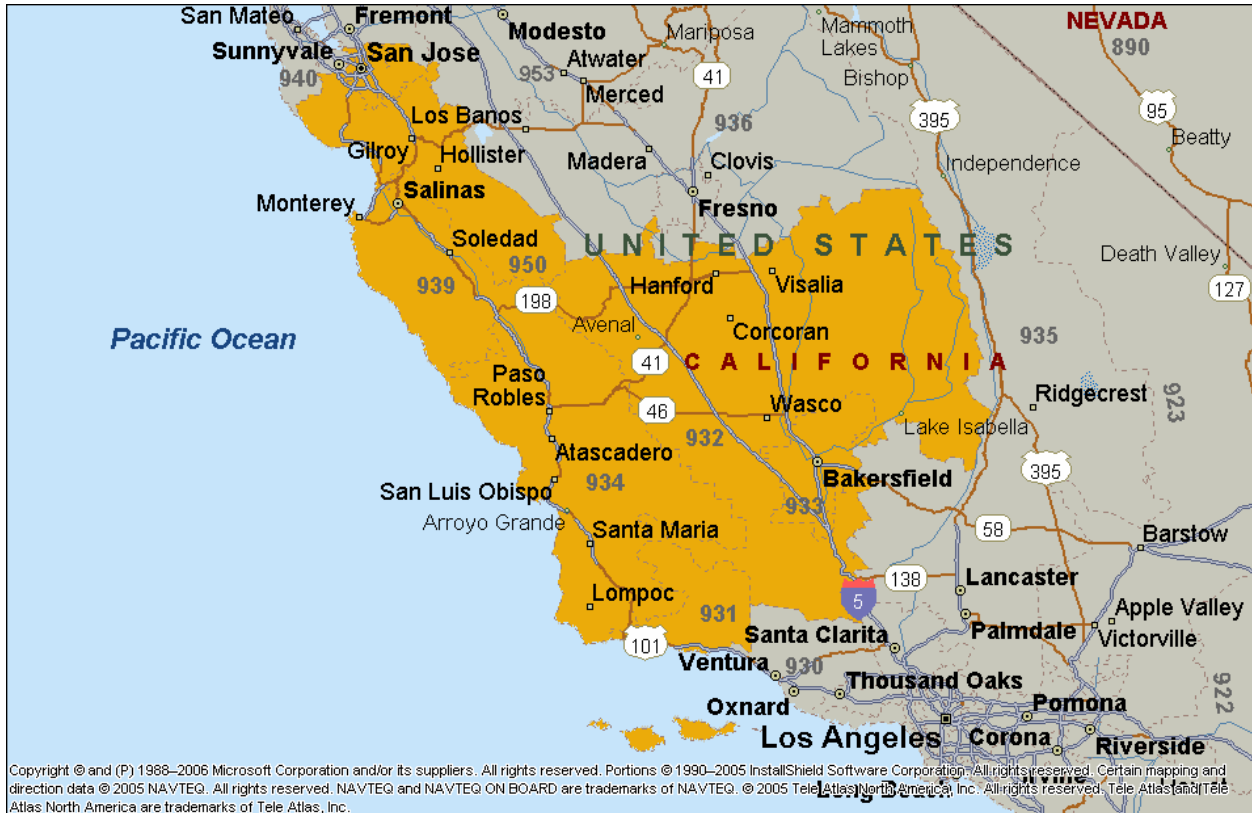 San Mateo
Fremont
Modesto
Mariposa
Mammoth
Lakes
NEVADA
890
Sunnyvale
San Jose
940
953
Atwater
41
Bishop
Merced
95
Los Banos
936
395
Beatty
Gilroy
Hollister
Madera
Clovis
Independence
Salinas
Fresno
Monterey
Soledad
UNITED STATES
950
Death Valley
939
Hanford
Visalia
127
198
Avenal
Corcoran
Pacific Ocean
935
41
CALIFORNIA
Paso
Robles
Ridgecrest
923
46
Wasco
Lake Isabella
932
Atascadero
395
Bakersfield
San Luis Obispo
934
933
Arroyo Grande
Santa Maria
58
Barstow
138
Lancaster
Lompoc
5
931
Apple Valley
Santa Clarita
Palmdale
Victorville
101
Ventura
930
Thousand Oaks
922
Oxnard
Pomona
Los Angeles
Corona
Riverside
Long Beach
Irvine
Copyright © and (P) 1988–2006 Microsoft Corporation and/or its suppliers. All rights reserved. Portions © 1990–2005 InstallShield Software Corporation. All rights reserved. Certain mapping and
direction data © 2005 NAVTEQ. All rights reserved. NAVTEQ and NAVTEQ ON BOARD are trademarks of NAVTEQ. © 2005 Tele Atlas North America, Inc. All rights reserved. Tele Atlas and Tele
Atlas North America are trademarks of Tele Atlas, Inc.